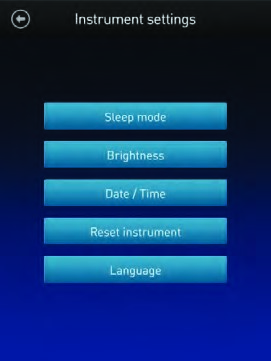 Instrument settings
Sleep mode
Brightness
Date / Time
Reset instrument
Language